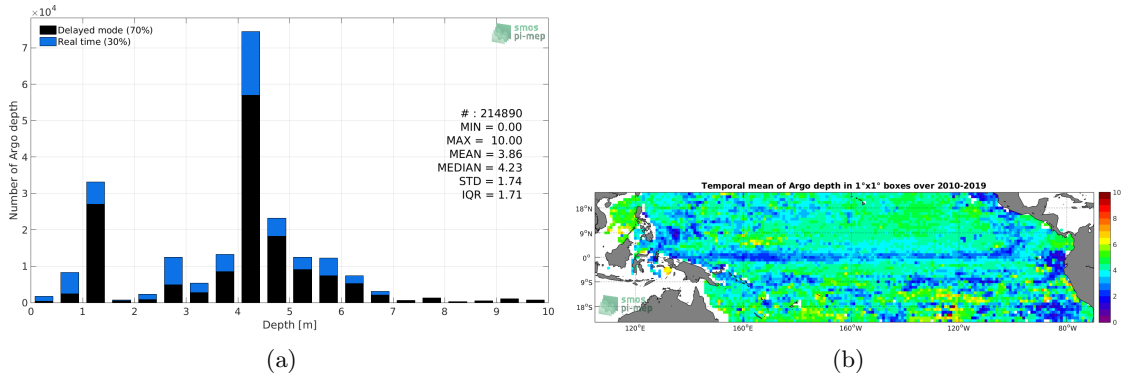 ×10⁴
Delayed mode (70%)
Real time (30%)
smos
pi-mep
7
6
5
4
3
2
1
0
Number of Argo depth
# : 214890
MIN = 0.00
MAX = 10.00
MEAN = 3.86
MEDIAN = 4.23
STD = 1.74
IQR = 1.71
0 1 2 3 4 5 6 7 8 9 10
Depth [m]
(a)
Temporal mean of Argo depth in 1°x1° boxes over 2010-2019
18°N
9°N
0°
9°S
18°S
smos
pi-mep
120°E 160°E 160°W 120°W 80°W
10
8
6
4
2
0
(b)